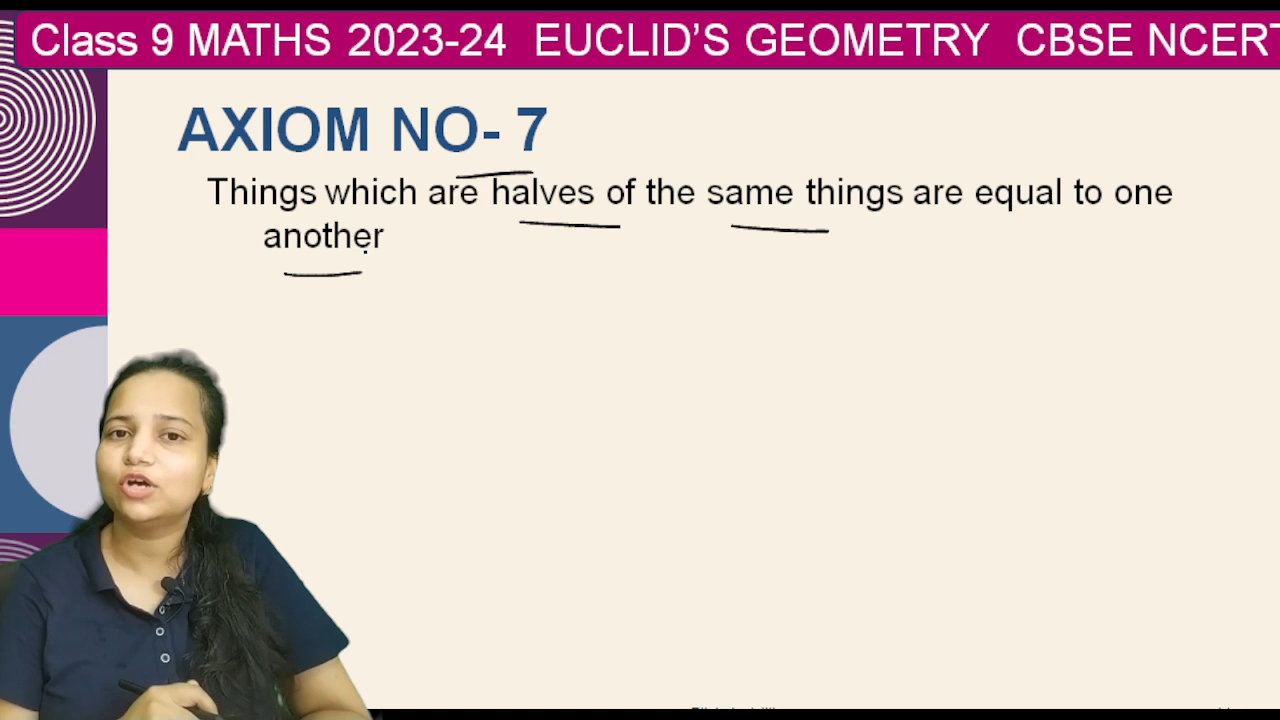 Class 9 MATHS 2023-24 EUCLID’S GEOMETRY CBSE NCERT
AXIOM NO- 7
Things which are halves of the same things are equal to one
another